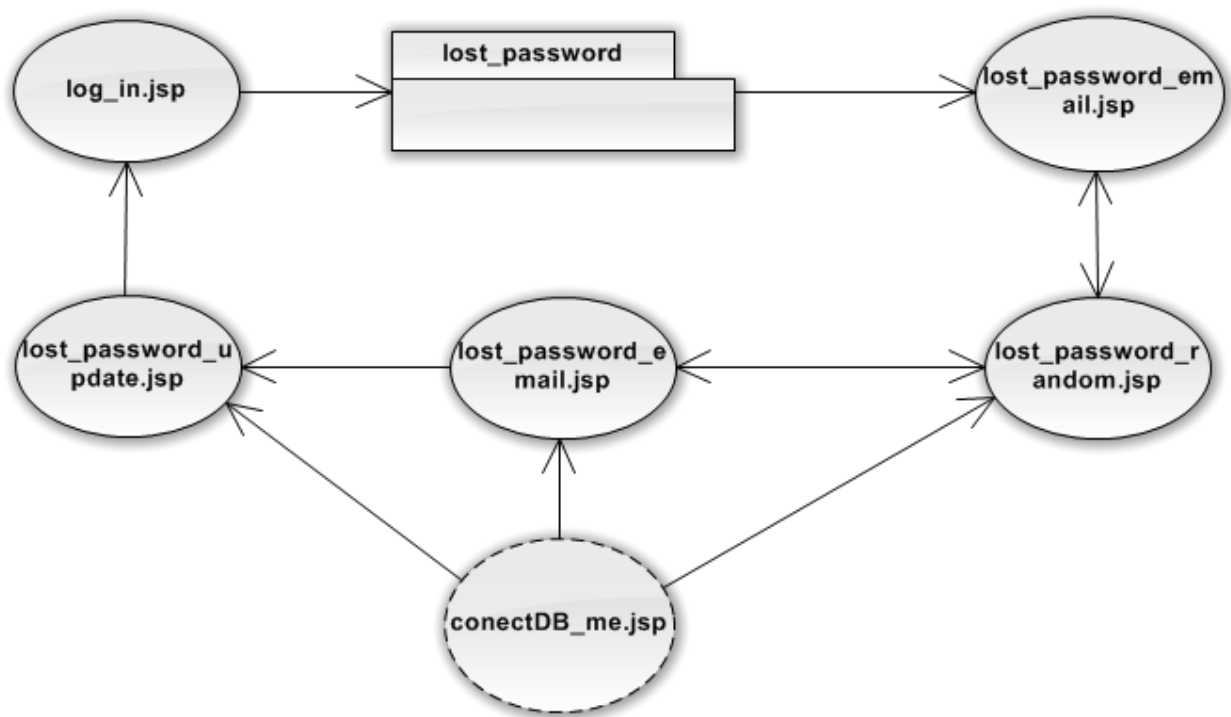 log_in.jsp
lost_password
lost_password_em
ail.jsp
lost_password_u
pdate.jsp
lost_password_e
mail.jsp
lost_password_r
andom.jsp
conectDB_me.jsp